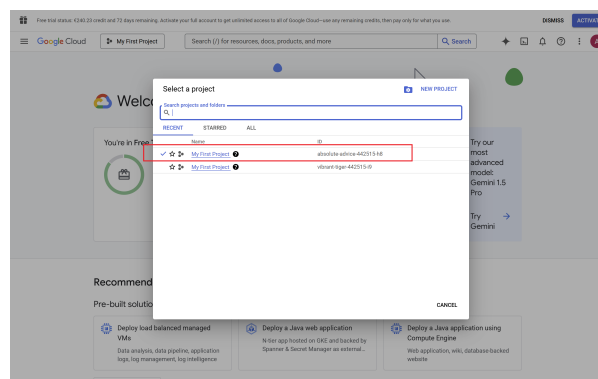 Free trial status: €240.23 credit and 72 days remaining. Activate your full account to get unlimited access to all of Google Cloud—use any remaining credits, then pay only for what you use.
DISMISS
ACTIVAT
Google Cloud
My First Project
Search (/) for resources, docs, products, and more
Search
Welco
Select a project
NEW PROJECT
Search projects and folders
RECENT
STARRED
ALL
Name
ID
My First Project
absolute-advice-442515-h8
My First Project
vibrant-tiger-442515-i9
CANCEL
You're in Free
Try our
most
advanced
model:
Gemini 1.5
Pro
Try
Gemini
Recommend
Pre-built solutio
Deploy load balanced managed
VMs
Data analysis, data pipeline, application
logs, log management, log intelligence
Deploy a Java web application
N-tier app hosted on GKE and backed by
Spanner & Secret Manager as external...
Deploy a Java application using
Compute Engine
Web application, wiki, database-backed
website